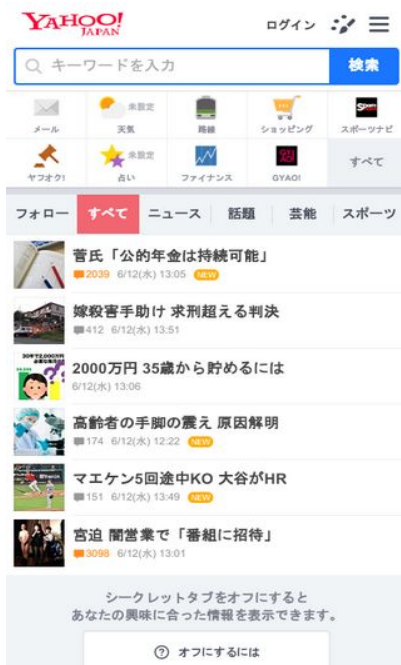 YAHOO!
JAPAN
ログイン
キーワードを入力
検索
メール
未設定
天気
路線
ショッピング
スポーツナビ
ヤフオク!
未設定
占い
ファイナンス
GYAO!
すべて
フォロー すべて ニュース 話題 芸能 スポーツ
菅氏「公的年金は持続可能」
2039 6/12(水) 13:05 NEW
嫁殺害手助け 求刑超える判決
412 6/12(水) 13:51
2000万円 35歳から貯めるには
6/12(水) 13:06
高齢者の手脚の震え 原因解明
174 6/12(水) 12:22 NEW
マエケン5回途中KO 大谷がHR
151 6/12(水) 13:49 NEW
宮迫 闇営業で「番組に招待」
3098 6/12(水) 13:01
シークレットタブをオフにすると
あなたの興味に合った情報を表示できます。
オフにするには